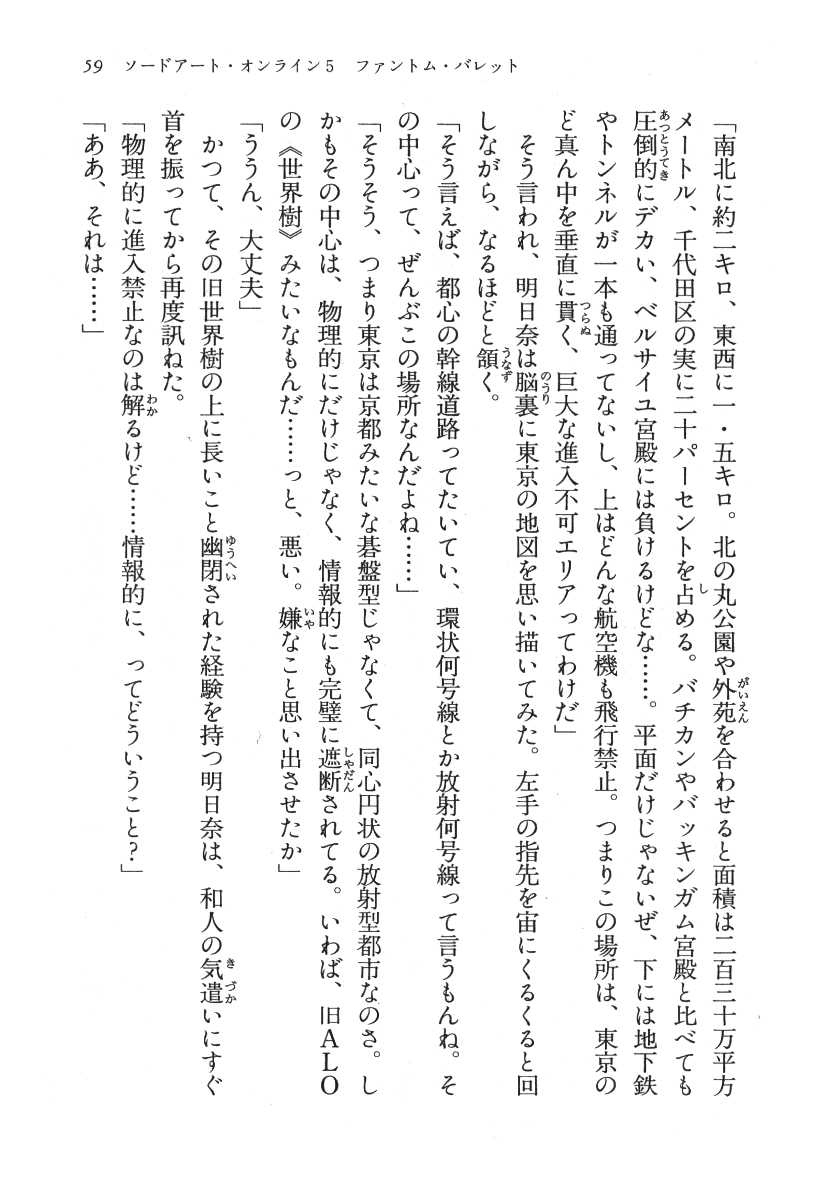 59 ソードアート・オンライン5 ファントム・バレット
「南北に約二キロ、東西に一・五キロ。北の丸公園や外苑を合わせると面積は二百三十万平方
メートル、千代田区の実に二十パーセントを占める。バチカンやバッキンガム宮殿と比べても
圧倒的にデカい、ベルサイユ宮殿には負けるけどな……。平面だけじゃないぜ、下には地下鉄
やトンネルが一本も通ってないし、上はどんな航空機も飛行禁止。つまりこの場所は、東京の
ど真ん中を垂直に貫く、巨大な進入不可エリアってわけだ」
　そう言われ、明日奈は脳裏に東京の地図を思い描いてみた。左手の指先を宙にくるくると回
しながら、なるほどと頷く。
「そう言えば、都心の幹線道路ってたいてい、環状何号線とか放射何号線って言うもんね。そ
の中心って、ぜんぶこの場所なんだよね……」
「そうそう、つまり東京は京都みたいな碁盤型じゃなくて、同心円状の放射型都市なのさ。し
かもその中心は、物理的にだけじゃなく、情報的にも完璧に遮断されてる。いわば、旧ALO
の《世界樹》みたいなもんだ……っと、悪い。嫌なこと思い出させたか」
「ううん、大丈夫」
　かつて、その旧世界樹の上に長いこと幽閉された経験を持つ明日奈は、和人の気遣いにすぐ
首を振ってから再度訊ねた。
「物理的に進入禁止なのは解るけど……情報的に、ってどういうこと?」
「ああ、それは……」